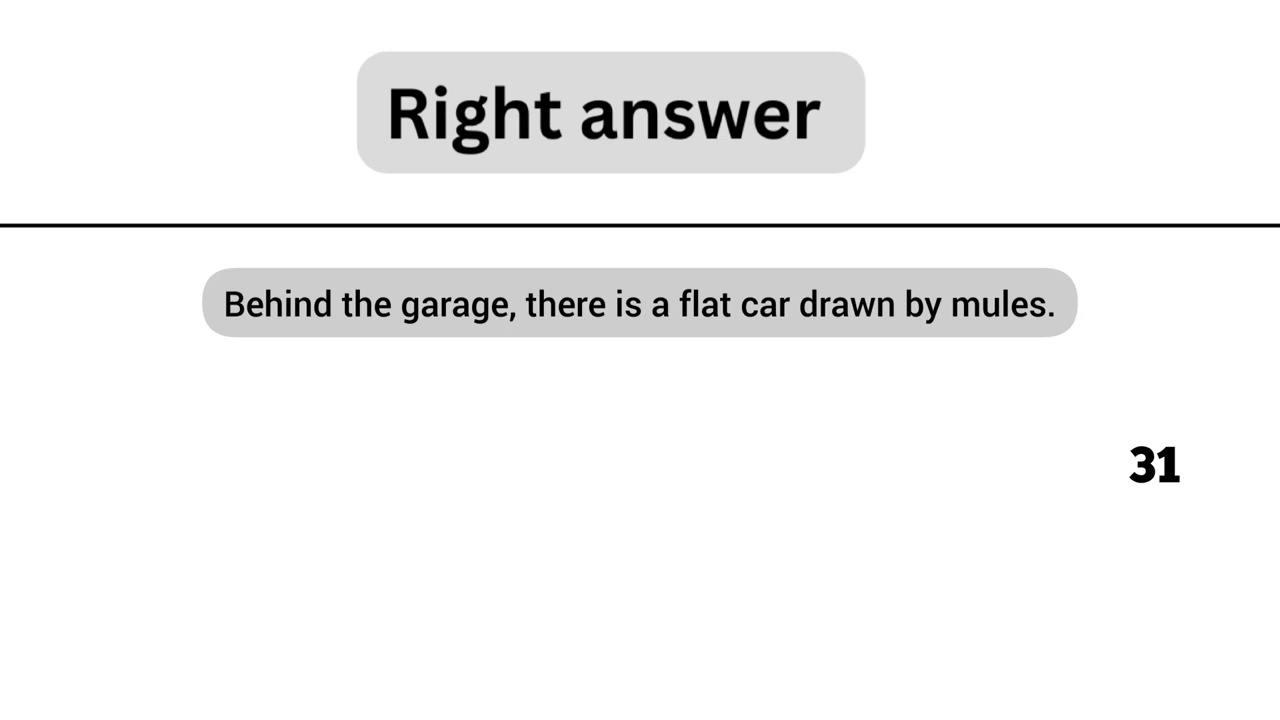 Right answer
Behind the garage, there is a flat car drawn by mules.
31